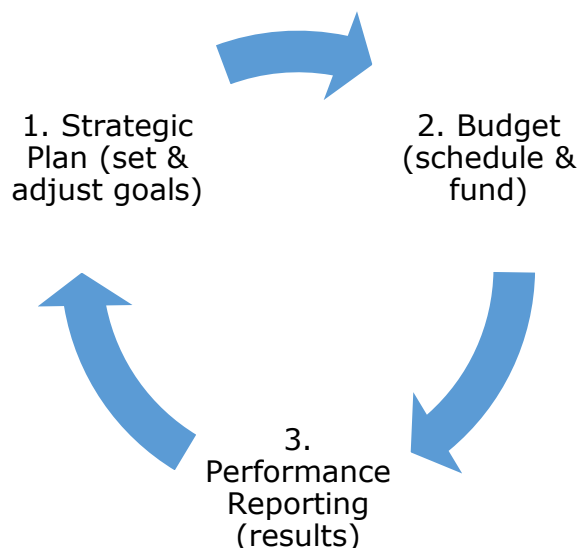 1. Strategic
Plan (set &
adjust goals)
2. Budget
(schedule &
fund)
3.
Performance
Reporting
(results)